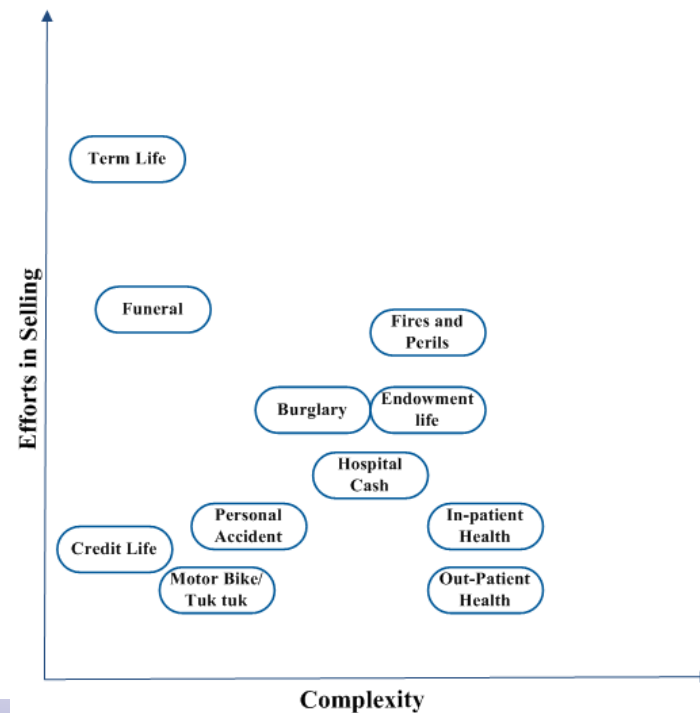 Term Life
Funeral
Fires and
Perils
Burglary
Endowment
life
Hospital
Cash
Personal
Accident
In-patient
Health
Credit Life
Motor Bike/
Tuk tuk
Out-Patient
Health
Efforts in Selling
Complexity